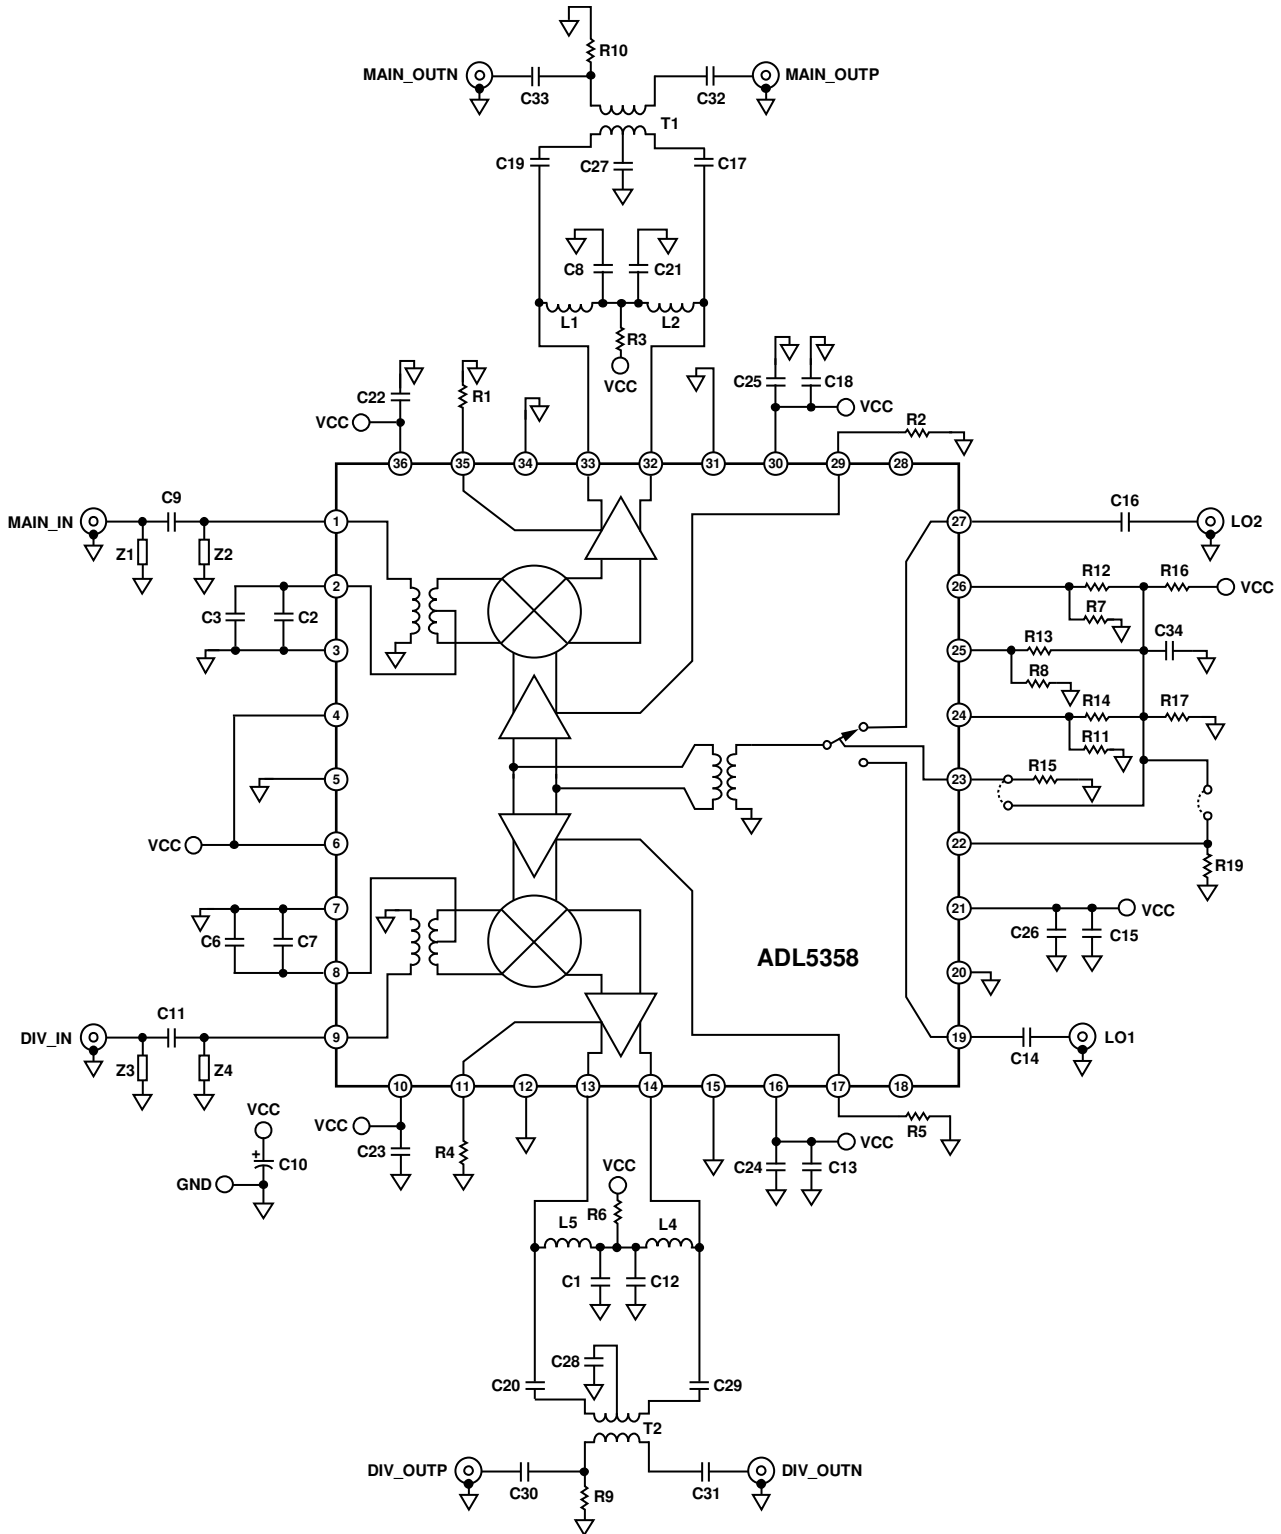 R10
MAIN_OUTN
MAIN_OUTP
C33
C32
T1
C19
C27
C17
C8
C21
L1
L2
R3
VCC
C22
R1
C25
C18
VCC
VCC
R2
36
35
34
33
32
31
30
29
28
C9
C16
MAIN_IN
1
27
LO2
Z1
Z2
R12
R16
2
26
VCC
C3
C2
R7
C34
R13
3
25
R8
R14
R17
4
24
R11
R15
5
23
VCC
6
22
R19
7
21
VCC
C6
C7
C26
C15
ADL5358
8
20
C11
DIV_IN
9
19
LO1
C14
Z3
Z4
10
11
12
13
14
15
16
17
18
VCC
VCC
C23
R4
C24
C13
VCC
R5
+
C10
GND
VCC
R6
L5
L4
C1
C12
C28
C20
C29
T2
DIV_OUTP
DIV_OUTN
C30
R9
C31